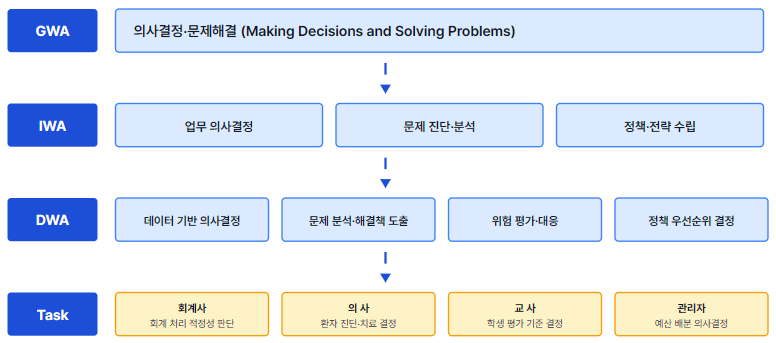 GWA
의사결정·문제해결 (Making Decisions and Solving Problems)
IWA
업무 의사결정
문제 진단·분석
정책·전략 수립
DWA
데이터 기반 의사결정
문제 분석·해결책 도출
위험 평가·대응
정책 우선순위 결정
Task
회계사
회계 처리 적정성 판단
의 사
환자 진단·치료 결정
교 사
학생 평가 기준 결정
관리자
예산 배분 의사결정